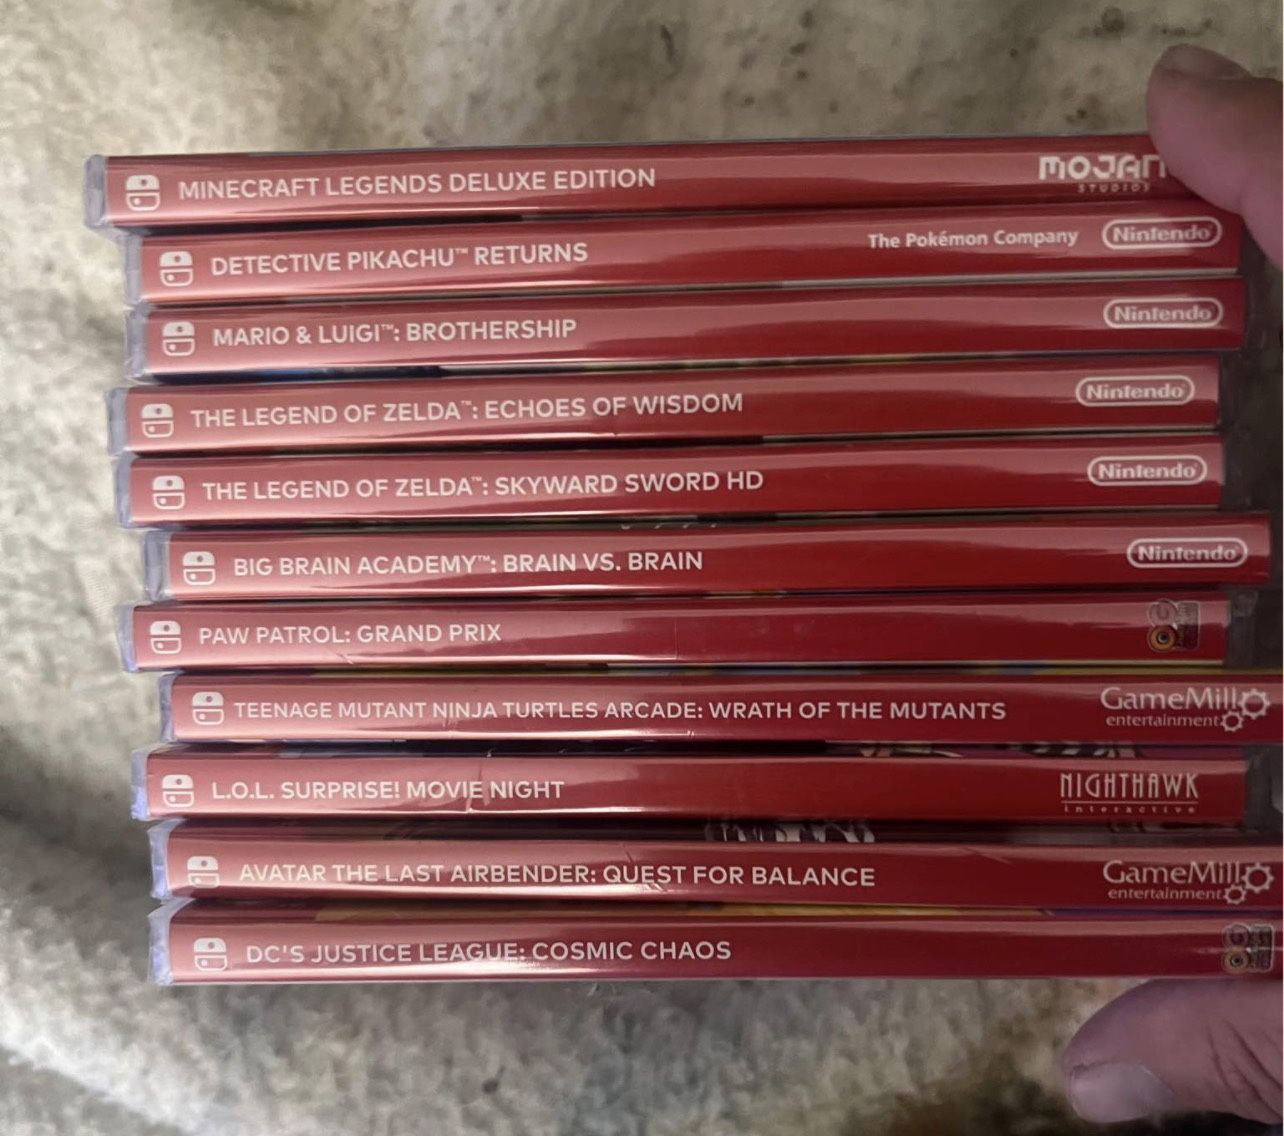 MINECRAFT LEGENDS DELUXE EDITION MOJAN STUDIOS
DETECTIVE PIKACHU™ RETURNS The Pokémon Company Nintendo
MARIO & LUIGI™: BROTHERSHIP Nintendo
THE LEGEND OF ZELDA™: ECHOES OF WISDOM Nintendo
THE LEGEND OF ZELDA™: SKYWARD SWORD HD Nintendo
BIG BRAIN ACADEMY™: BRAIN VS. BRAIN Nintendo
PAW PATROL: GRAND PRIX
TEENAGE MUTANT NINJA TURTLES ARCADE: WRATH OF THE MUTANTS GameMill entertainment
L.O.L. SURPRISE! MOVIE NIGHT NIGHTHAWK interactive
AVATAR THE LAST AIRBENDER: QUEST FOR BALANCE GameMill entertainment
DC'S JUSTICE LEAGUE: COSMIC CHAOS